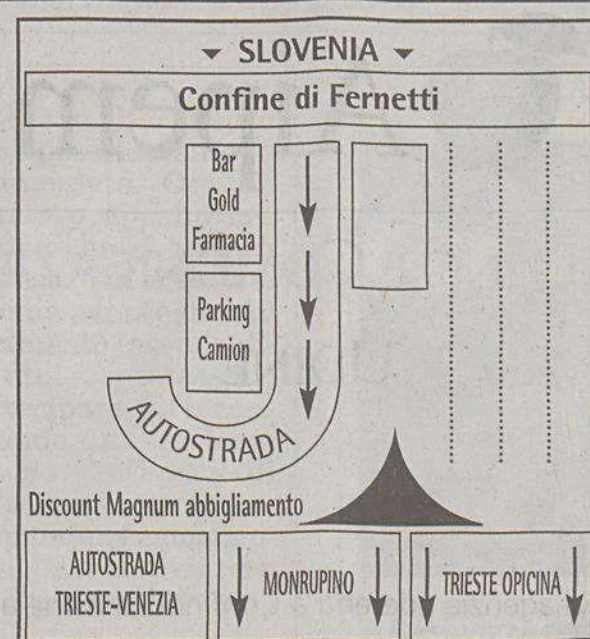 SLOVENIA
Confine di Fernetti
Bar
Gold
Farmacia
Parking
Camion
AUTOSTRADA
Discount Magnum abbigliamento
AUTOSTRADA
TRIESTE-VENEZIA
MONRUPINO
TRIESTE OPICINA